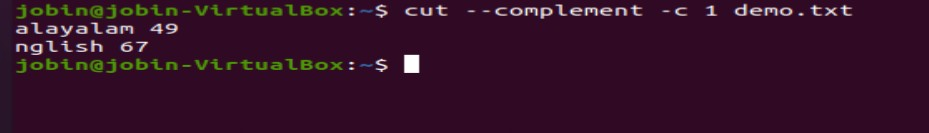 jobin@jobin-VirtualBox:~$ cut --complement -c 1 demo.txt
alayalam 49
nglish 67
jobin@jobin-VirtualBox:~$